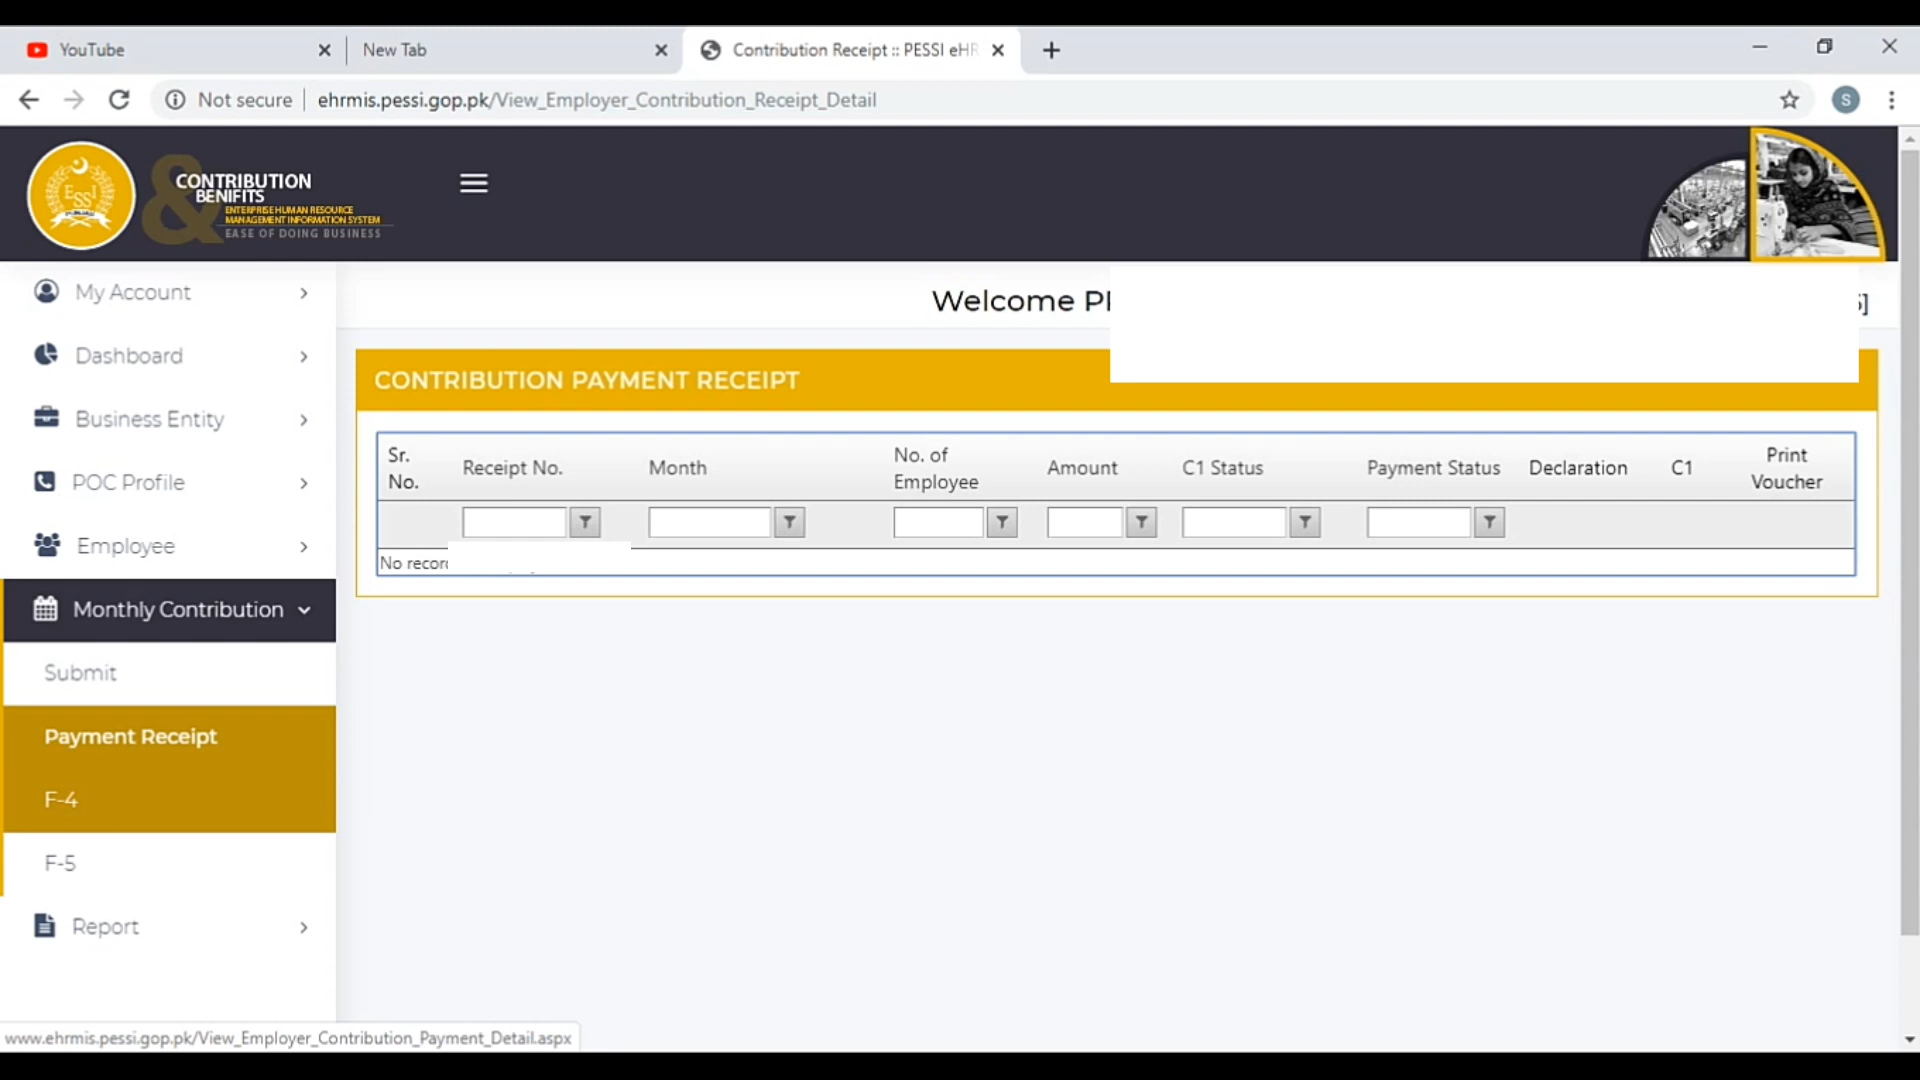 YouTube
New Tab
Contribution Receipt :: PESSI eHR
Not secure
ehrmis.pessi.gop.pk/View_Employer_Contribution_Receipt_Detail
S
ESSI
&
CONTRIBUTION
BENIFITS
ENTERPRISE HUMAN RESOURCE
MANAGEMENT INFORMATION SYSTEM
EASE OF DOING BUSINESS
My Account
Dashboard
Business Entity
POC Profile
Employee
Monthly Contribution
Submit
Payment Receipt
F-4
F-5
Report
Welcome
CONTRIBUTION PAYMENT RECEIPT
Sr. No.
Receipt No.
Month
No. of Employee
Amount
C1 Status
Payment Status
Declaration
C1
Print Voucher
No
www.ehrmis.pessi.gop.pk/View_Employer_Contribution_Payment_Detail.aspx